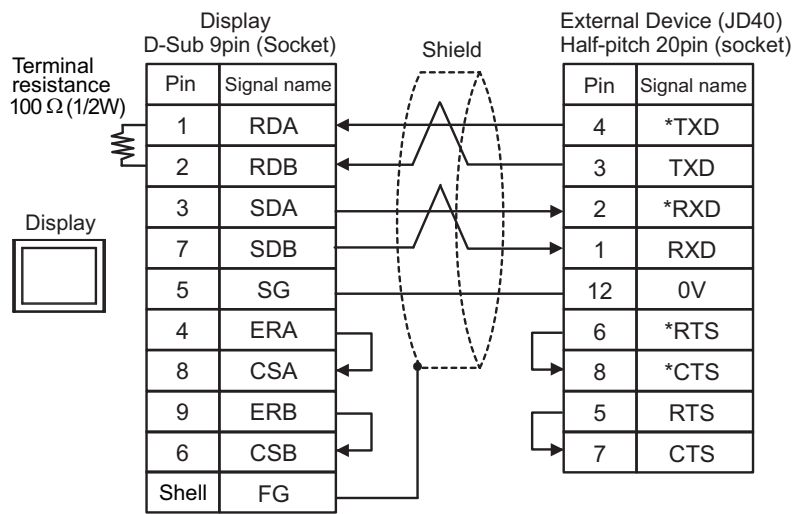 Display
D-Sub 9pin (Socket)
Shield
External Device (JD40)
Half-pitch 20pin (socket)
Terminal
resistance
100 Ω (1/2W)
Display
Pin Signal name
1 RDA
2 RDB
3 SDA
7 SDB
5 SG
4 ERA
8 CSA
9 ERB
6 CSB
Shell FG
Pin Signal name
4 *TXD
3 TXD
2 *RXD
1 RXD
12 0V
6 *RTS
8 *CTS
5 RTS
7 CTS